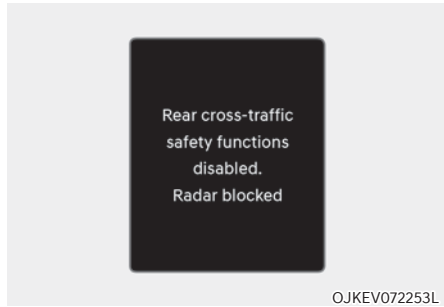 Rear cross-traffic
safety functions
disabled.
Radar blocked
OJKEV072253L